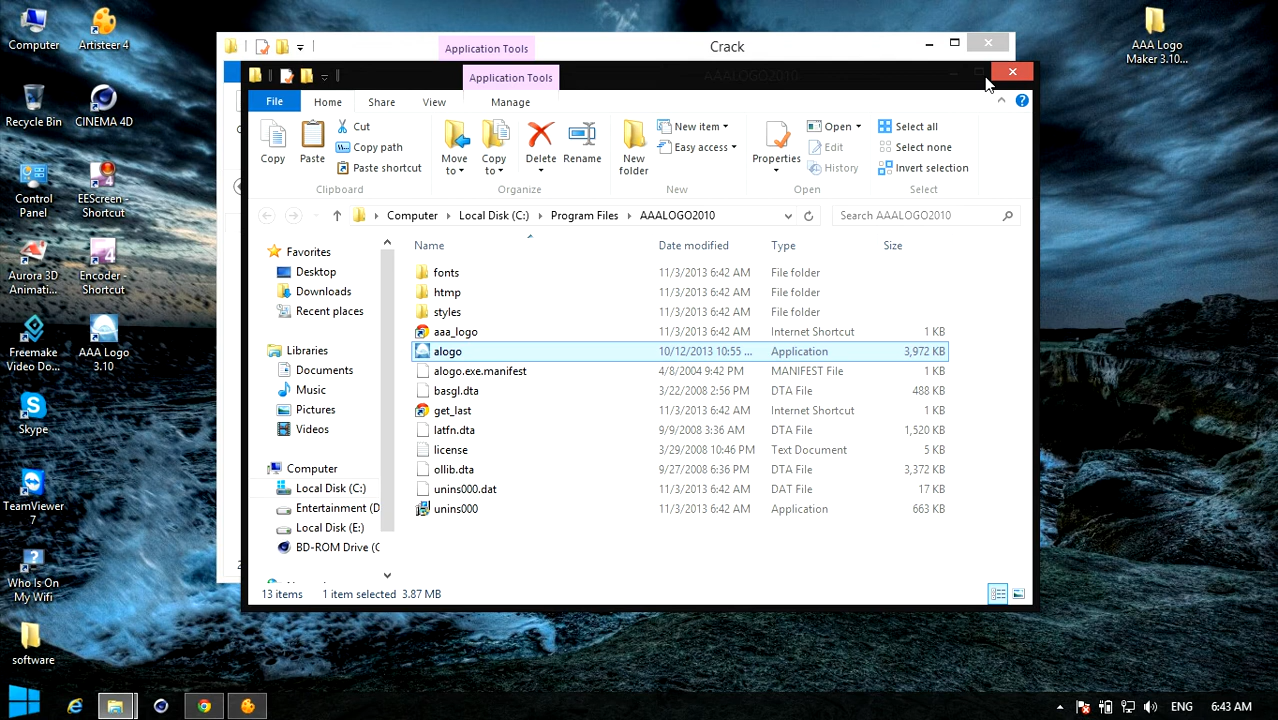 Computer
Artisteer 4
Recycle Bin
CINEMA 4D
Control Panel
EEScreen - Shortcut
Aurora 3D Animati...
Encoder - Shortcut
Freemake Video Do...
AAA Logo 3.10
Skype
TeamViewer 7
Who Is On My Wifi
software
AAA Logo Maker 3.10...
Application Tools
Crack
Application Tools
AAALOGO2010
File
Home
Share
View
Manage
Copy
Paste
Cut
Copy path
Paste shortcut
Clipboard
Move to
Copy to
Delete
Rename
Organize
New folder
New item
Easy access
New
Properties
Open
Edit
History
Open
Select all
Select none
Invert selection
Select
Computer
Local Disk (C:)
Program Files
AAALOGO2010
Search AAALOGO2010
Favorites
Desktop
Downloads
Recent places
Libraries
Documents
Music
Pictures
Videos
Computer
Local Disk (C:)
Entertainment (D
Local Disk (E:)
BD-ROM Drive (
Name Date modified Type Size
fonts 11/3/2013 6:42 AM File folder
htmp 11/3/2013 6:42 AM File folder
styles 11/3/2013 6:42 AM File folder
aaa_logo 11/3/2013 6:42 AM Internet Shortcut 1 KB
alogo 10/12/2013 10:55 ... Application 3,972 KB
alogo.exe.manifest 4/8/2004 9:42 PM MANIFEST File 1 KB
basgl.dta 3/22/2008 2:56 PM DTA File 488 KB
get_last 11/3/2013 6:42 AM Internet Shortcut 1 KB
latfn.dta 9/9/2008 3:36 AM DTA File 1,520 KB
license 3/29/2008 10:46 PM Text Document 5 KB
ollib.dta 9/27/2008 6:36 PM DTA File 3,372 KB
unins000.dat 11/3/2013 6:42 AM DAT File 17 KB
unins000 11/3/2013 6:42 AM Application 663 KB
13 items 1 item selected 3.87 MB
ENG 6:43 AM